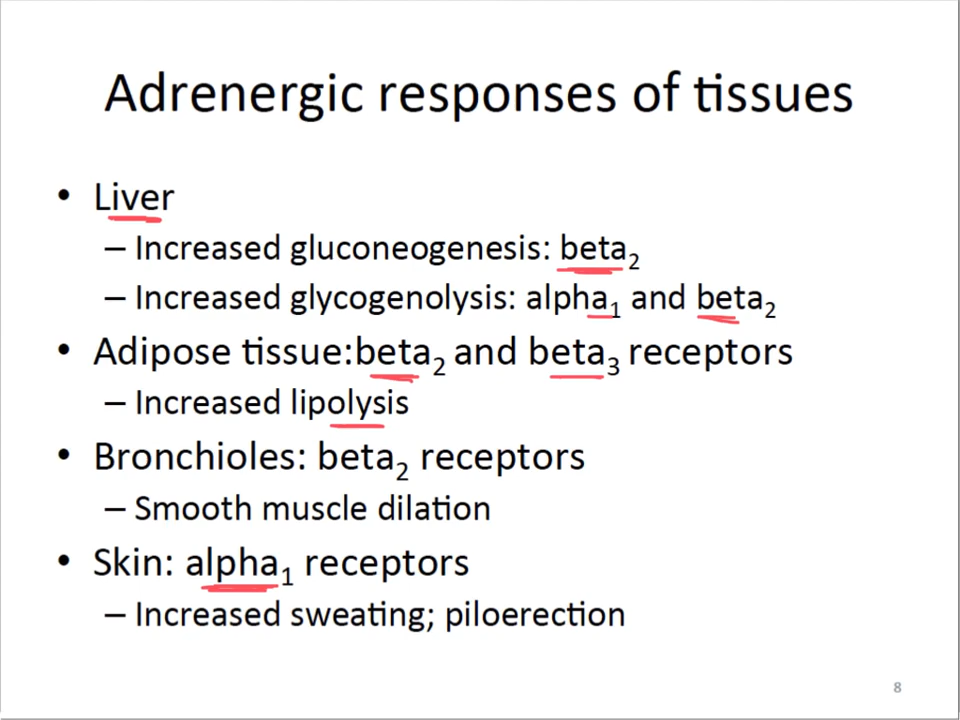 Adrenergic responses of tissues
• Liver
– Increased gluconeogenesis: beta₂
– Increased glycogenolysis: alpha₁ and beta₂
• Adipose tissue:beta₂ and beta₃ receptors
– Increased lipolysis
• Bronchioles: beta₂ receptors
– Smooth muscle dilation
• Skin: alpha₁ receptors
– Increased sweating; piloerection
8